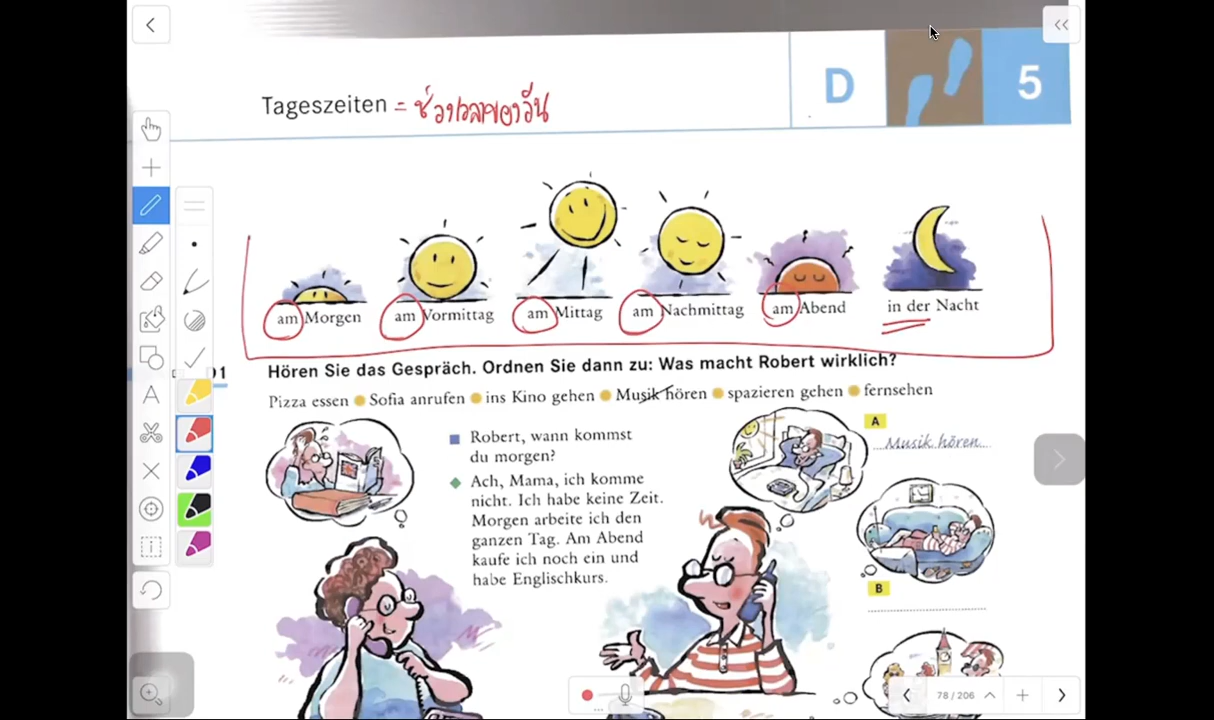 Tageszeiten = ช่วงเวลาของวัน
D 5
am Morgen am Vormittag am Mittag am Nachmittag am Abend in der Nacht
Hören Sie das Gespräch. Ordnen Sie dann zu: Was macht Robert wirklich?
Pizza essen ● Sofia anrufen ● ins Kino gehen ● Musik hören ● spazieren gehen ● fernsehen
Robert, wann kommst
du morgen?
Ach, Mama, ich komme
nicht. Ich habe keine Zeit.
Morgen arbeite ich den
ganzen Tag. Am Abend
kaufe ich noch ein und
habe Englischkurs.
A
Musik hören
B
78 / 206